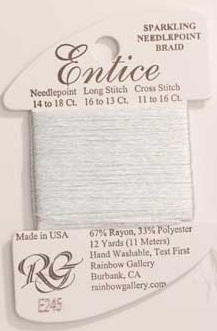 SPARKLING
NEEDLEPOINT
BRAID
Entice
Needlepoint Long Stitch Cross Stitch
14 to 18 Ct. 16 to 13 Ct. 11 to 16 Ct.
Made in USA
67% Rayon, 33% Polyester
12 Yards (11 Meters)
Hand Washable, Test First
Rainbow Gallery
Burbank, CA
rainbowgallery.com
RG
E245